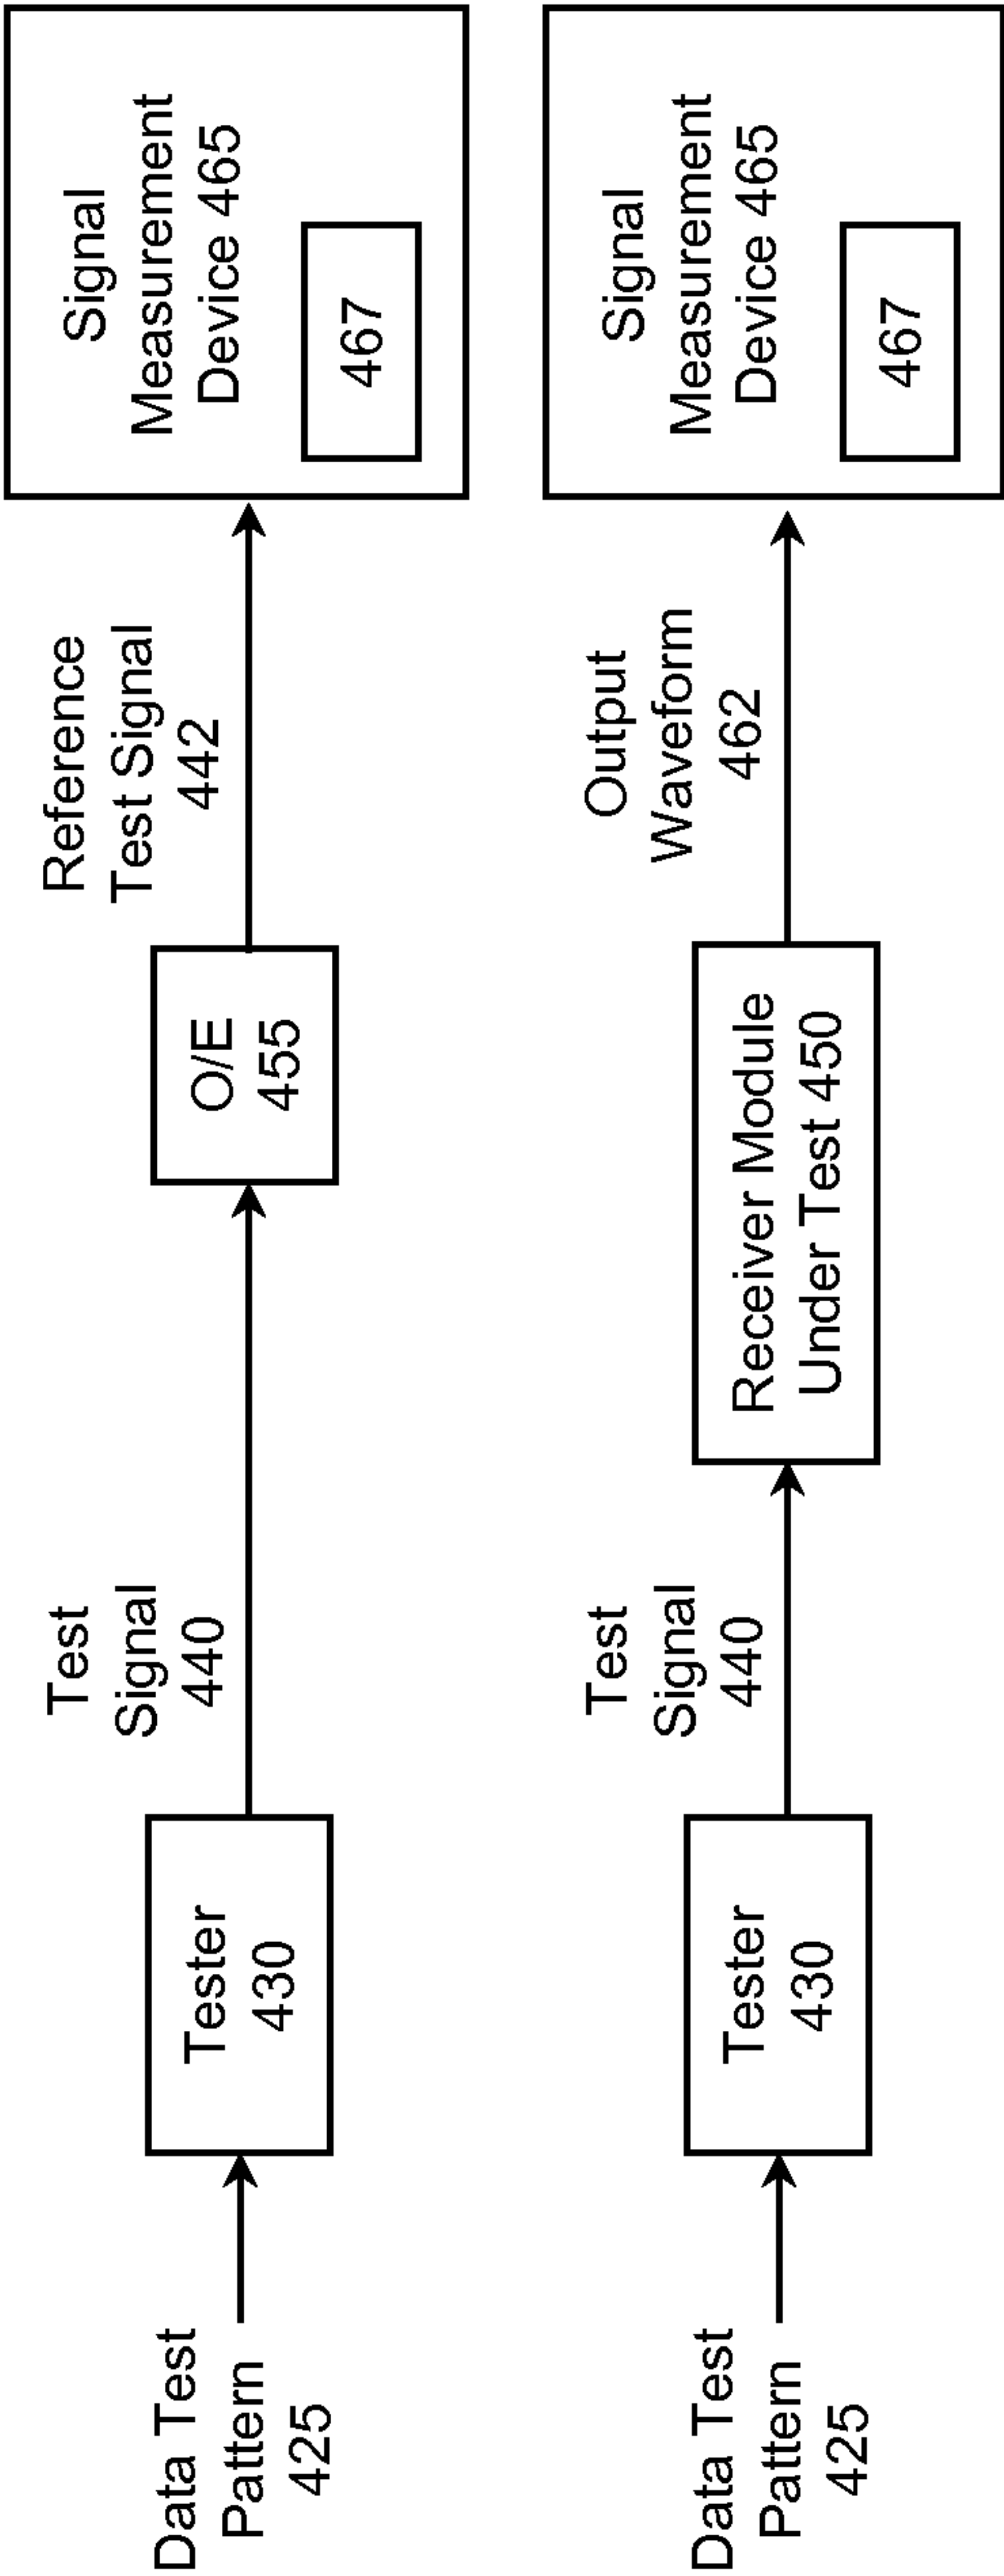 Data Test
Pattern
425
Tester
430
Test
Signal
440
O/E
455
Reference
Test Signal
442
Signal
Measurement
Device 465
467
Data Test
Pattern
425
Tester
430
Test
Signal
440
Receiver Module
Under Test 450
Output
Waveform
462
Signal
Measurement
Device 465
467